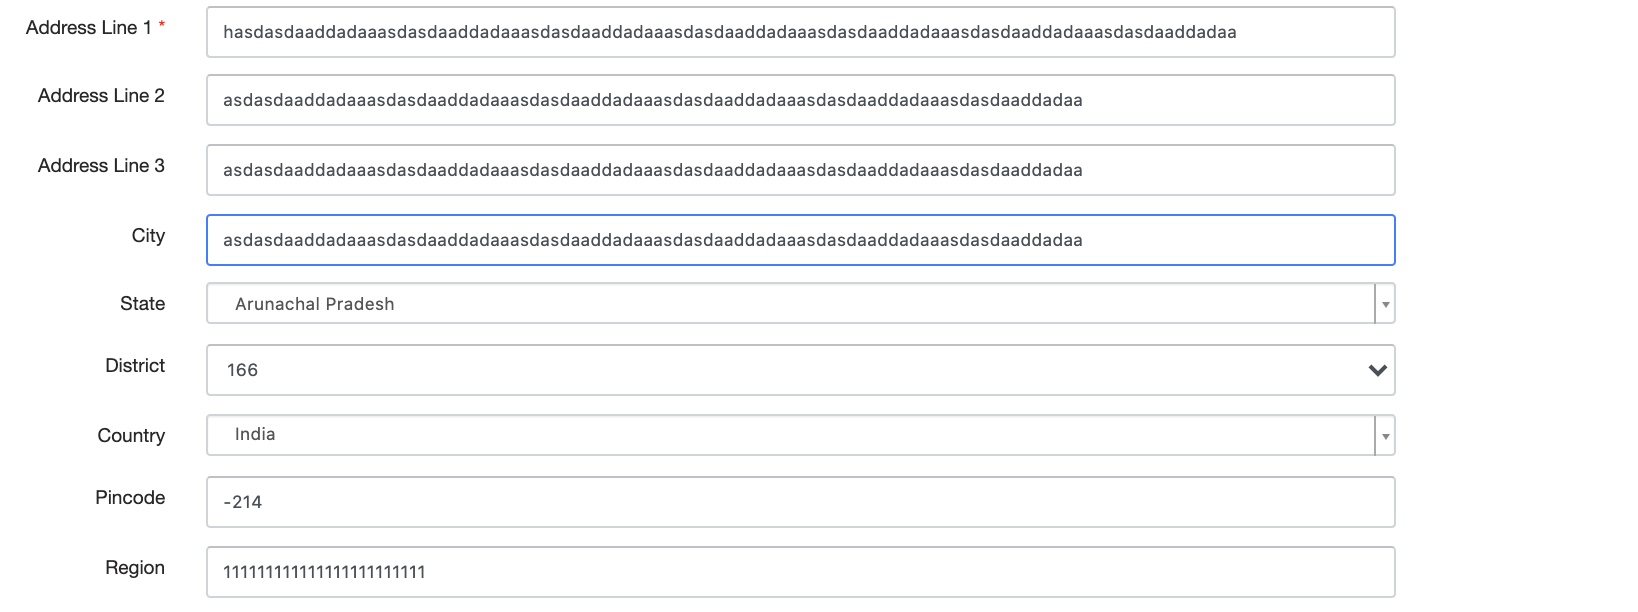 Address Line 1 *
hasdasdaaddadaaasdasdaaddadaaasdasdaaddadaaasdasdaaddadaaasdasdaaddadaaasdasdaaddadaaasdasdaaddadaa
Address Line 2
asdasdaaddadaaasdasdaaddadaaasdasdaaddadaaasdasdaaddadaaasdasdaaddadaaasdasdaaddadaa
Address Line 3
asdasdaaddadaaasdasdaaddadaaasdasdaaddadaaasdasdaaddadaaasdasdaaddadaaasdasdaaddadaa
City
asdasdaaddadaaasdasdaaddadaaasdasdaaddadaaasdasdaaddadaaasdasdaaddadaaasdasdaaddadaa
State
Arunachal Pradesh
District
166
Country
India
Pincode
-214
Region